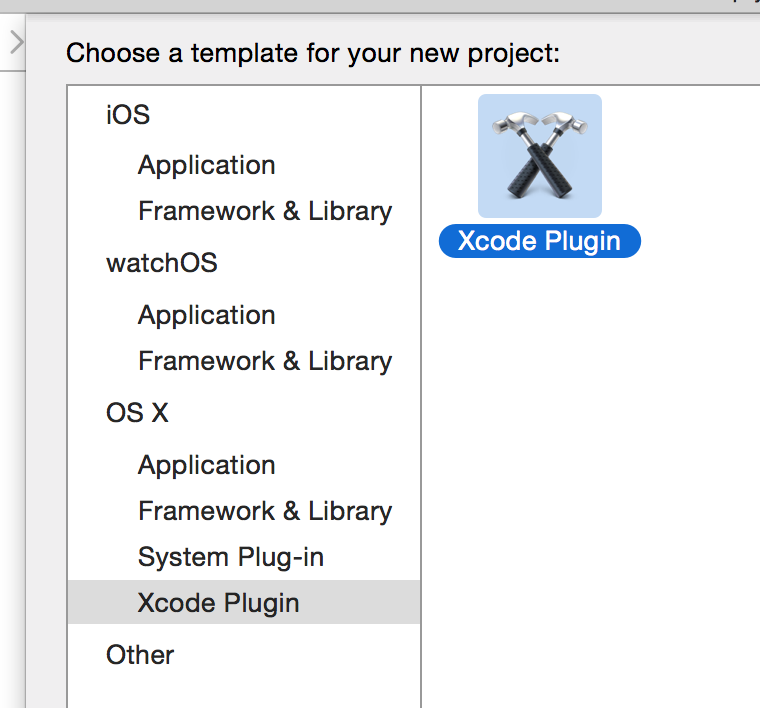 Choose a template for your new project:
iOS
Application
Framework & Library
watchOS
Application
Framework & Library
OS X
Application
Framework & Library
System Plug-in
Xcode Plugin
Other
Xcode Plugin